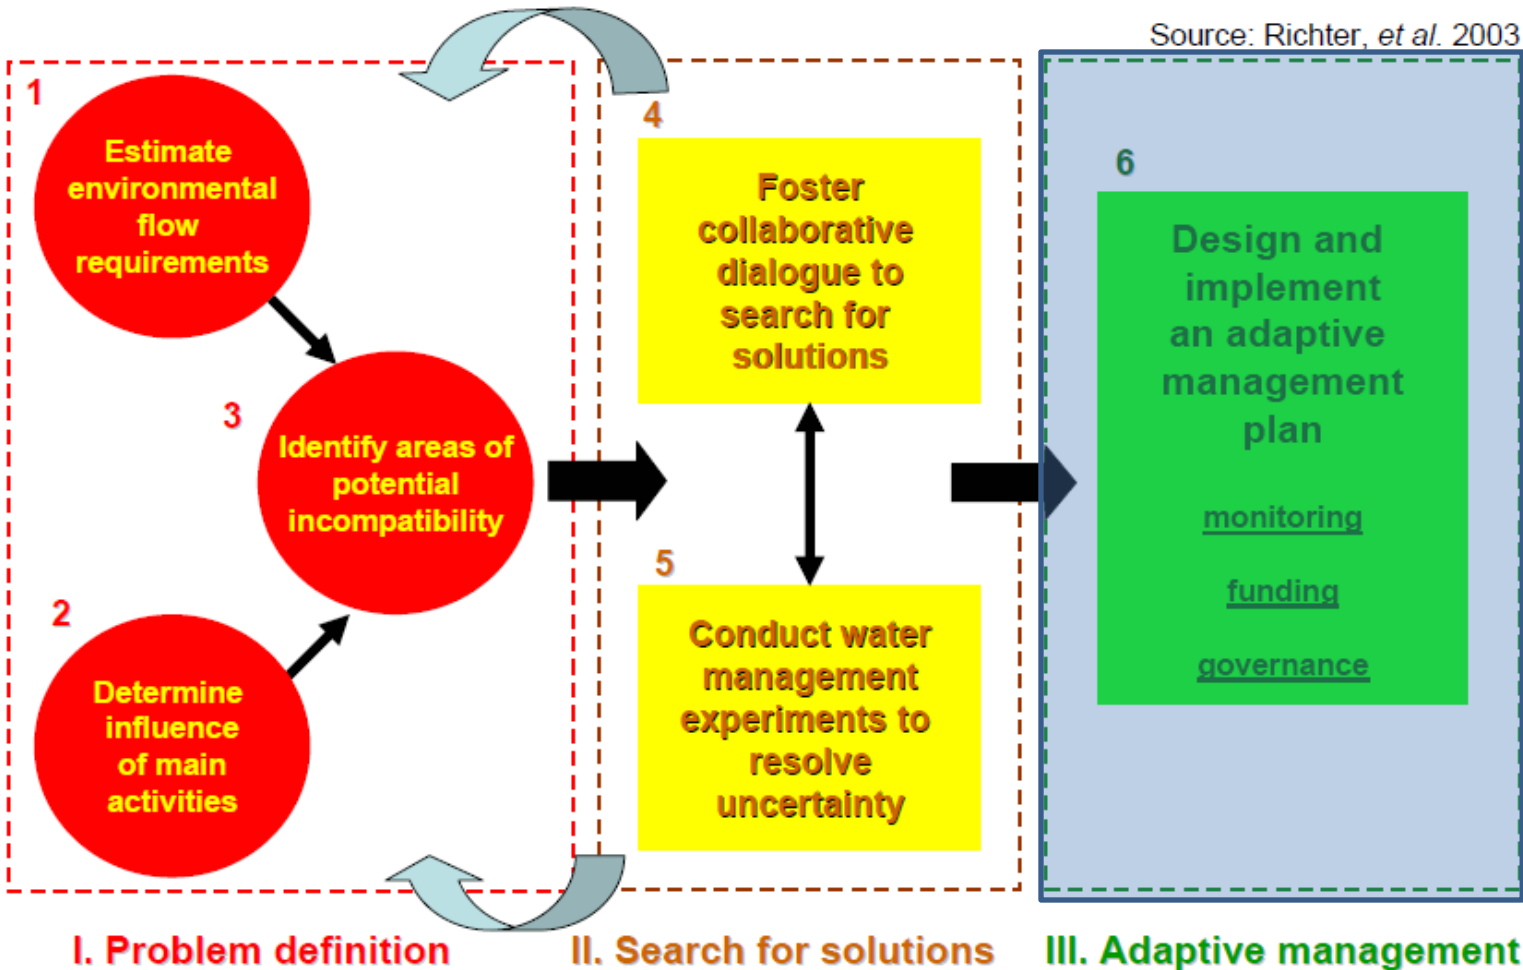 Source: Richter, et al. 2003
1
Estimate
environmental
flow
requirements
2
Determine
influence
of main
activities
3
Identify areas of
potential
incompatibility
4
Foster
collaborative
dialogue to
search for
solutions
5
Conduct water
management
experiments to
resolve
uncertainty
6
Design and
implement
an adaptive
management
plan
monitoring
funding
governance
I. Problem definition
II. Search for solutions
III. Adaptive management